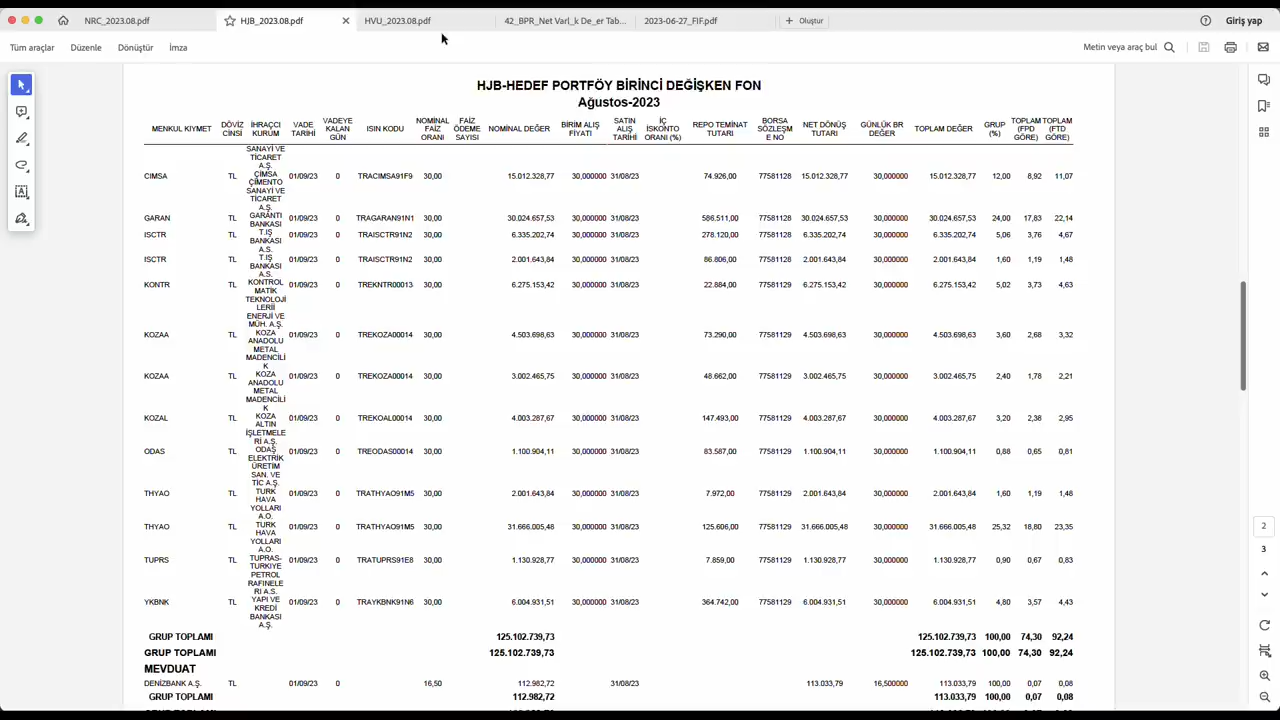 NRC_2023.08.pdf
HJB_2023.08.pdf
HVU_2023.08.pdf
42_BPR_Net Varl_k De_er Tab...
2023-06-27_FIF.pdf
+ Oluştur
Giriş yap
Tüm araçlar
Düzenle
Dönüştür
İmza
Metin veya araç bul
HJB-HEDEF PORTFÖY BİRİNCİ DEĞİŞKEN FON
Ağustos-2023
MENKUL KIYMET DÖVİZ CİNSİ İHRAÇCI KURUM VADE TARİHİ VADEYE KALAN GÜN ISIN KODU NOMİNAL FAİZ ORANI FAİZ ÖDEME SAYISI NOMİNAL DEĞER BİRİM ALIŞ FİYATI SATIN ALIŞ TARİHİ İÇ İSKONTO ORANI (%) REPO TEMİNAT TUTARI BORSA SÖZLEŞM E NO NET DÖNÜŞ TUTARI GÜNLÜK BR DEĞER TOPLAM DEĞER GRUP (%) TOPLAM (FPD GÖRE) TOPLAM (FTD GÖRE)
SANAYİ VE TİCARET A.Ş.
CIMSA TL ÇİMSA ÇİMENTO SANAYİ VE TİCARET A.Ş. 01/09/23 0 TRACIMSA91F9 30,00 15.012.328,77 30,000000 31/08/23 74.926,00 77581128 15.012.328,77 30,000000 15.012.328,77 12,00 8,92 11,07
GARAN TL GARANTİ BANKASI 01/09/23 0 TRAGARAN91N1 30,00 30.024.657,53 30,000000 31/08/23 586.511,00 77581128 30.024.657,53 30,000000 30.024.657,53 24,00 17,83 22,14
ISCTR TL T.İŞ BANKASI A.S. 01/09/23 0 TRAISCTR91N2 30,00 6.335.202,74 30,000000 31/08/23 278.120,00 77581128 6.335.202,74 30,000000 6.335.202,74 5,06 3,76 4,67
ISCTR TL T.İŞ BANKASI A.S. 01/09/23 0 TRAISCTR91N2 30,00 2.001.643,84 30,000000 31/08/23 86.806,00 77581128 2.001.643,84 30,000000 2.001.643,84 1,60 1,19 1,48
KONTR TL KONTROL MATİK TEKNOLOJİ LERİİ ENERJİ VE MÜH. A.Ş. 01/09/23 0 TREKNTR00013 30,00 6.275.153,42 30,000000 31/08/23 22.884,00 77581129 6.275.153,42 30,000000 6.275.153,42 5,02 3,73 4,63
KOZAA TL KOZA ANADOLU METAL MADENCİLİ K 01/09/23 0 TREKOZA00014 30,00 4.503.698,63 30,000000 31/08/23 73.290,00 77581129 4.503.698,63 30,000000 4.503.698,63 3,60 2,68 3,32
KOZAA TL KOZA ANADOLU METAL MADENCİLİ K 01/09/23 0 TREKOZA00014 30,00 3.002.465,75 30,000000 31/08/23 48.662,00 77581129 3.002.465,75 30,000000 3.002.465,75 2,40 1,78 2,21
KOZAL TL KOZA ALTIN İŞLETMELE Rİ A.Ş. 01/09/23 0 TREKOAL00014 30,00 4.003.287,67 30,000000 31/08/23 147.493,00 77581129 4.003.287,67 30,000000 4.003.287,67 3,20 2,38 2,95
ODAS TL ODAŞ ELEKTRİK ÜRETİM SAN. VE TİC A.Ş. 01/09/23 0 TREODAS00014 30,00 1.100.904,11 30,000000 31/08/23 83.587,00 77581129 1.100.904,11 30,000000 1.100.904,11 0,88 0,65 0,81
THYAO TL TURK HAVA YOLLARI A.O. 01/09/23 0 TRATHYAO91M5 30,00 2.001.643,84 30,000000 31/08/23 7.972,00 77581129 2.001.643,84 30,000000 2.001.643,84 1,60 1,19 1,48
THYAO TL TURK HAVA YOLLARI A.O. 01/09/23 0 TRATHYAO91M5 30,00 31.666.005,48 30,000000 31/08/23 125.606,00 77581129 31.666.005,48 30,000000 31.666.005,48 25,32 18,80 23,35
TUPRS TL TUPRAS-TURKIYE PETROL RAFINELE RI A.S. 01/09/23 0 TRATUPRS91E8 30,00 1.130.928,77 30,000000 31/08/23 7.859,00 77581129 1.130.928,77 30,000000 1.130.928,77 0,90 0,67 0,83
YKBNK TL YAPI VE KREDİ BANKASI A.Ş. 01/09/23 0 TRAYKBNK91N6 30,00 6.004.931,51 30,000000 31/08/23 364.742,00 77581129 6.004.931,51 30,000000 6.004.931,51 4,80 3,57 4,43
GRUP TOPLAMI 125.102.739,73 125.102.739,73 100,00 74,30 92,24
GRUP TOPLAMI 125.102.739,73 125.102.739,73 100,00 74,30 92,24
MEVDUAT
DENİZBANK A.Ş. TL 01/09/23 0 16,50 112.982,72 31/08/23 113.033,79 16,500000 113.033,79 100,00 0,07 0,08
GRUP TOPLAMI 112.982,72 113.033,79 100,00 0,07 0,08
2
3